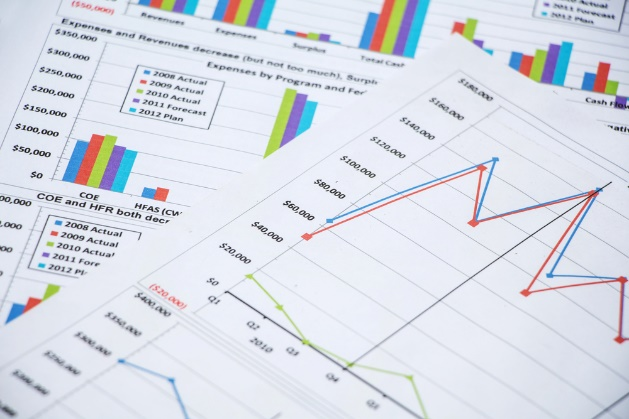 ($50,000)
Revenues
Expenses
Surplus
Total Cash
2011 Forecast
2012 Plan
Cash Flow
Expenses and Revenues decrease (but not too much), Surplu
Expenses by Program and Fe
$350,000
$300,000
$250,000
$200,000
$150,000
$100,000
$50,000
$0
2008 Actual
2009 Actual
2010 Actual
2011 Forecast
2012 Plan
COE
HFAS (CW
COE and HFR both decr
2008 Actual
2009 Actual
2010 Actual
2011 Fore
2012 Pl
$180,000
$160,000
$140,000
$120,000
$100,000
$80,000
$60,000
$40,000
$20,000
$0
($20,000)
Q1
Q2
Q3
Q4
Q1
2010
$400,000
$350,000
$300,000
$250,000